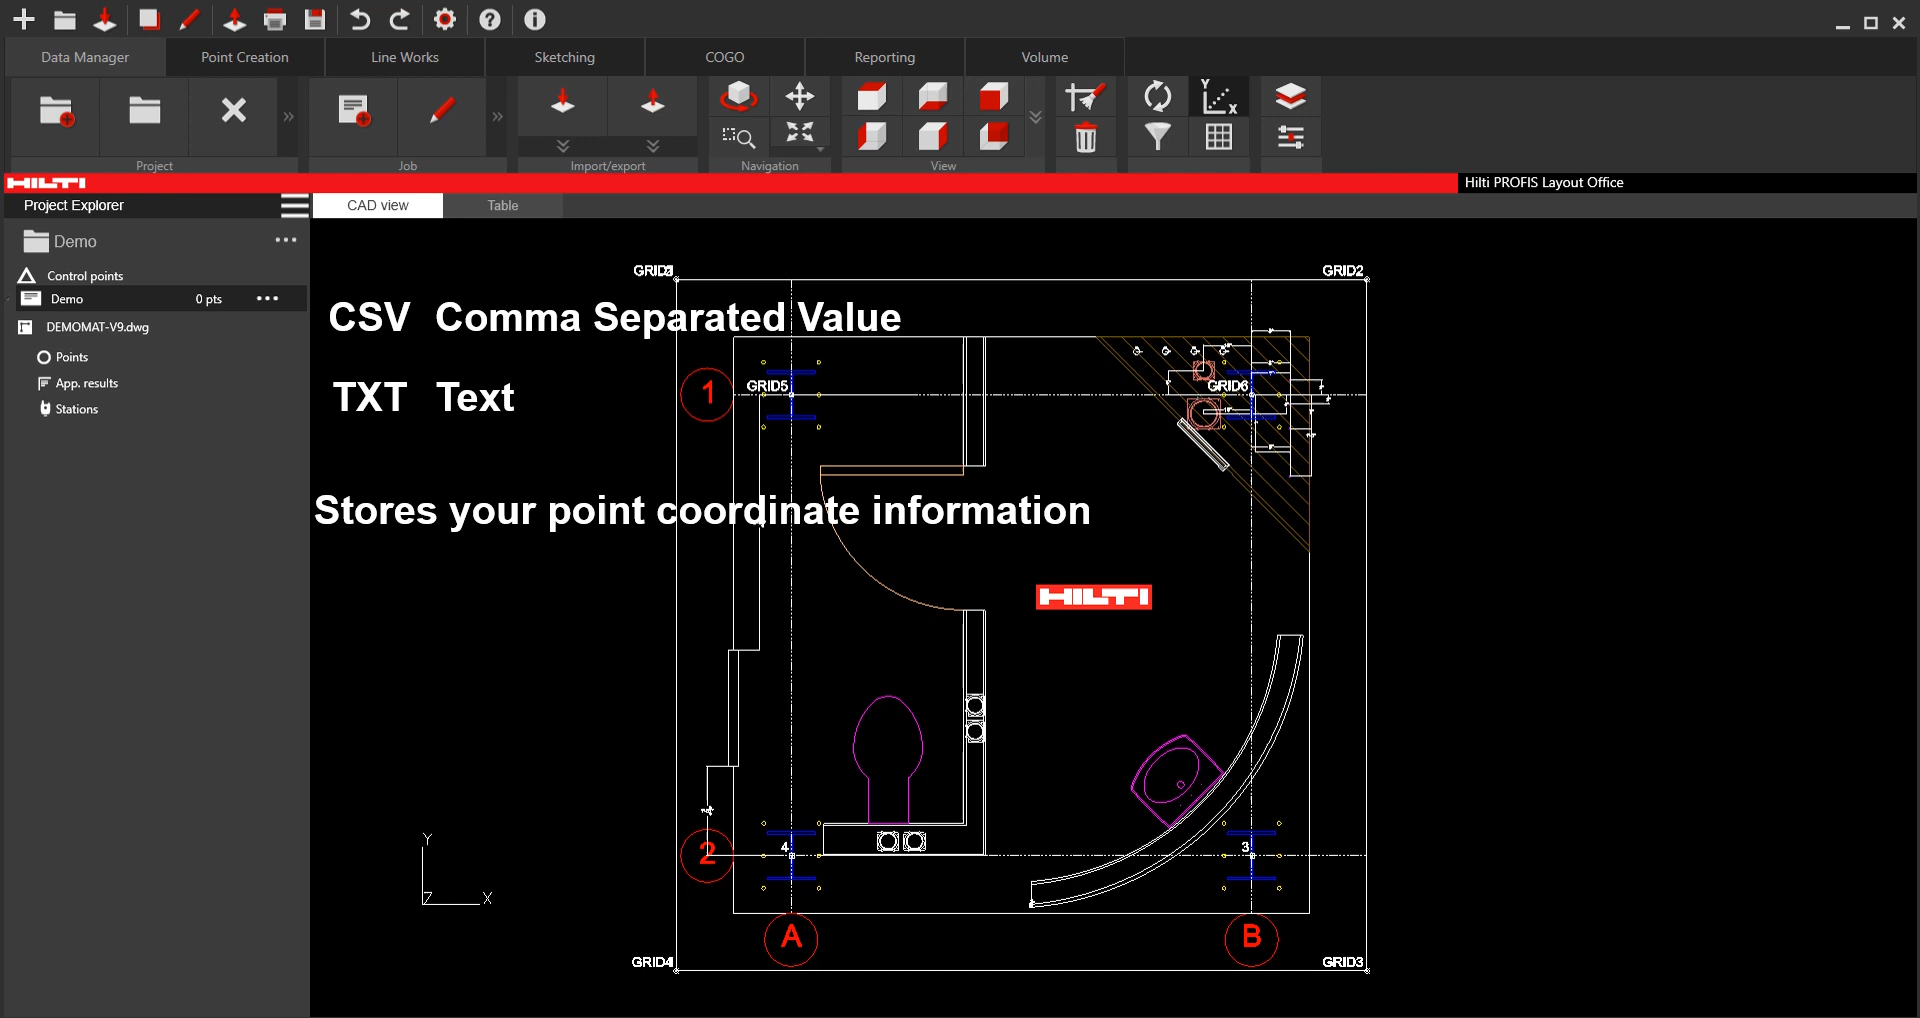 Data Manager
Point Creation
Line Works
Sketching
COGO
Reporting
Volume
Project
Job
Import/export
Navigation
View
HILTI
Hilti PROFIS Layout Office
Project Explorer
CAD view
Table
Demo
Control points
Demo 0 pts
DEMOMAT-V9.dwg
Points
App. results
Stations
GRID2
CSV Comma Separated Value
TXT Text
Stores your point coordinate information
1
GRID5
GRID6
HILTI
Y
Z X
2
4
3
A
B
GRID4
GRID3